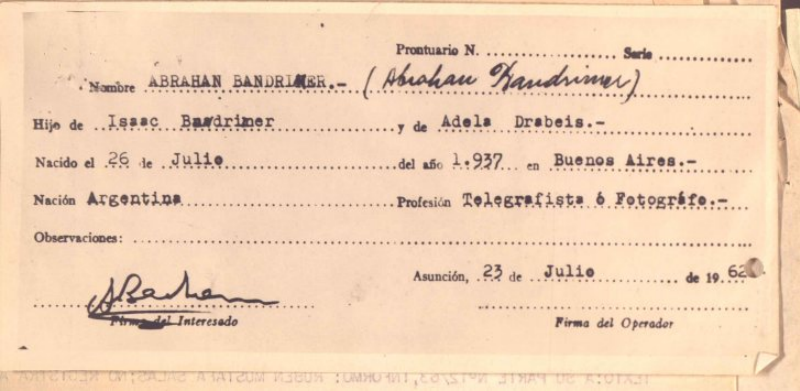 Prontuario N. .................... Serie ....................
Nombre ABRAHAN BANDRIMER.- (Abrahan Bandrimer)
Hijo de Isaac Bandrimer y de Adela Drabeis.-
Nacido el 26 de Julio del año 1.937 en Buenos Aires.-
Nación Argentina Profesión Telegrafista ó Fotográfo.-
Observaciones: ....................
Asunción, 23 de Julio de 1962.
Firma del Interesado Firma del Operador